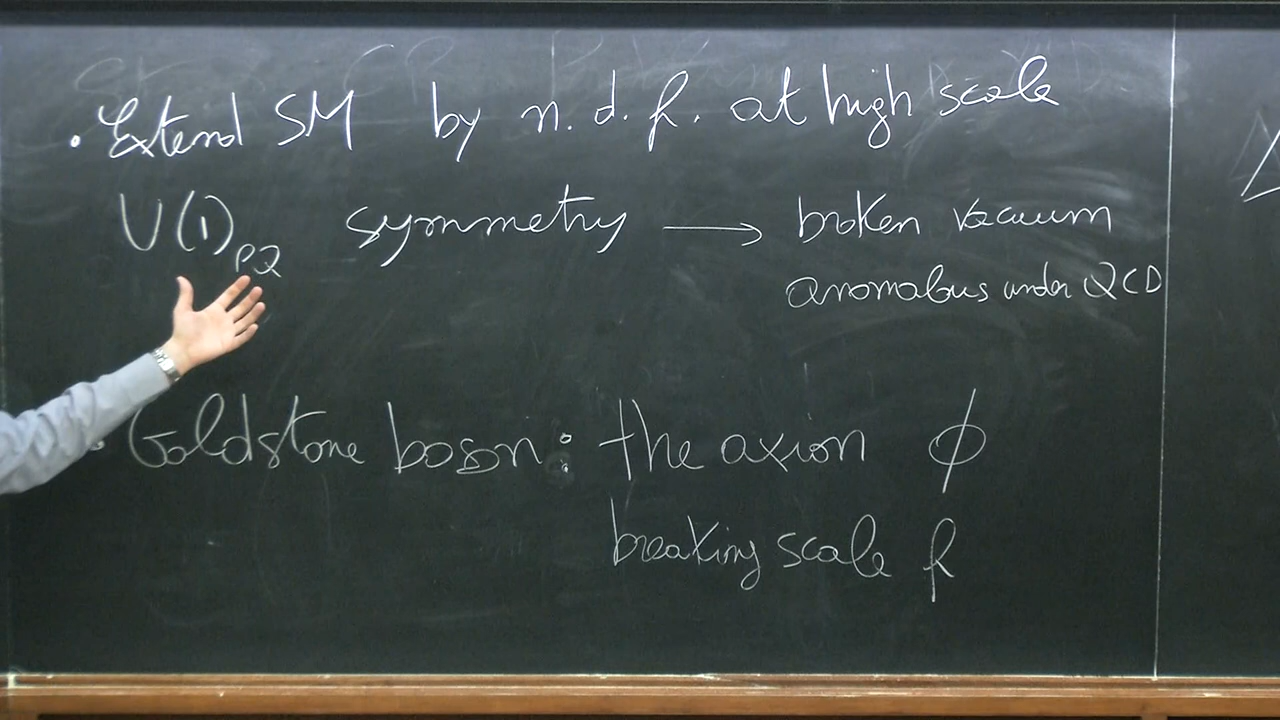 • Extend SM by n.d.f. at high scale
U(1)PQ symmetry → broken vacuum
anomalous under QCD
• Goldstone boson: the axion ϕ
breaking scale f